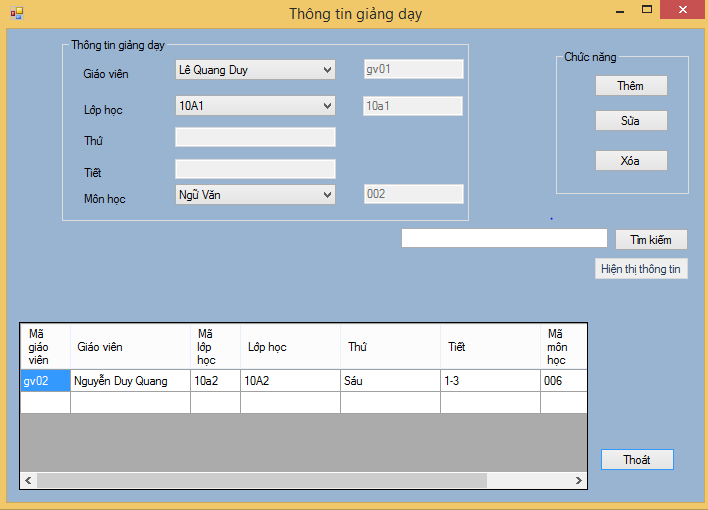 Thông tin giảng dạy
Thông tin giảng dạy
Giáo viên
Lê Quang Duy
gv01
Lớp học
10A1
10a1
Thứ
Tiết
Môn học
Ngữ Văn
002
Chức năng
Thêm
Sửa
Xóa
Tìm kiếm
Hiện thị thông tin
Mã giáo viên
Giáo viên
Mã lớp học
Lớp học
Thứ
Tiết
Mã môn học
gv02
Nguyễn Duy Quang
10a2
10A2
Sáu
1-3
006
Thoát